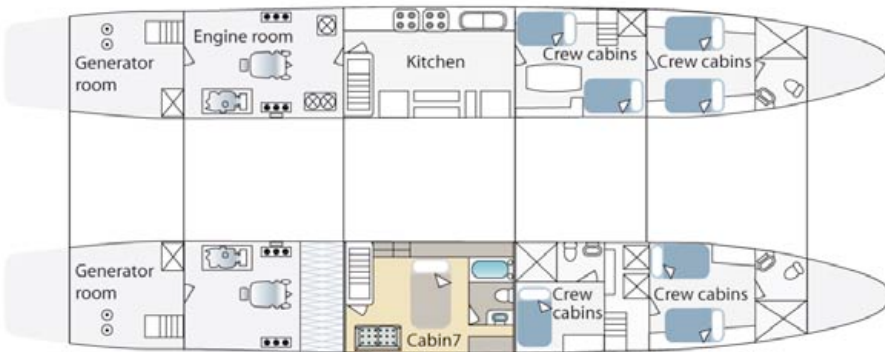 Generator
room
Engine room
Kitchen
Crew cabins
Crew cabins
Generator
room
Cabin7
Crew
cabins
Crew cabins